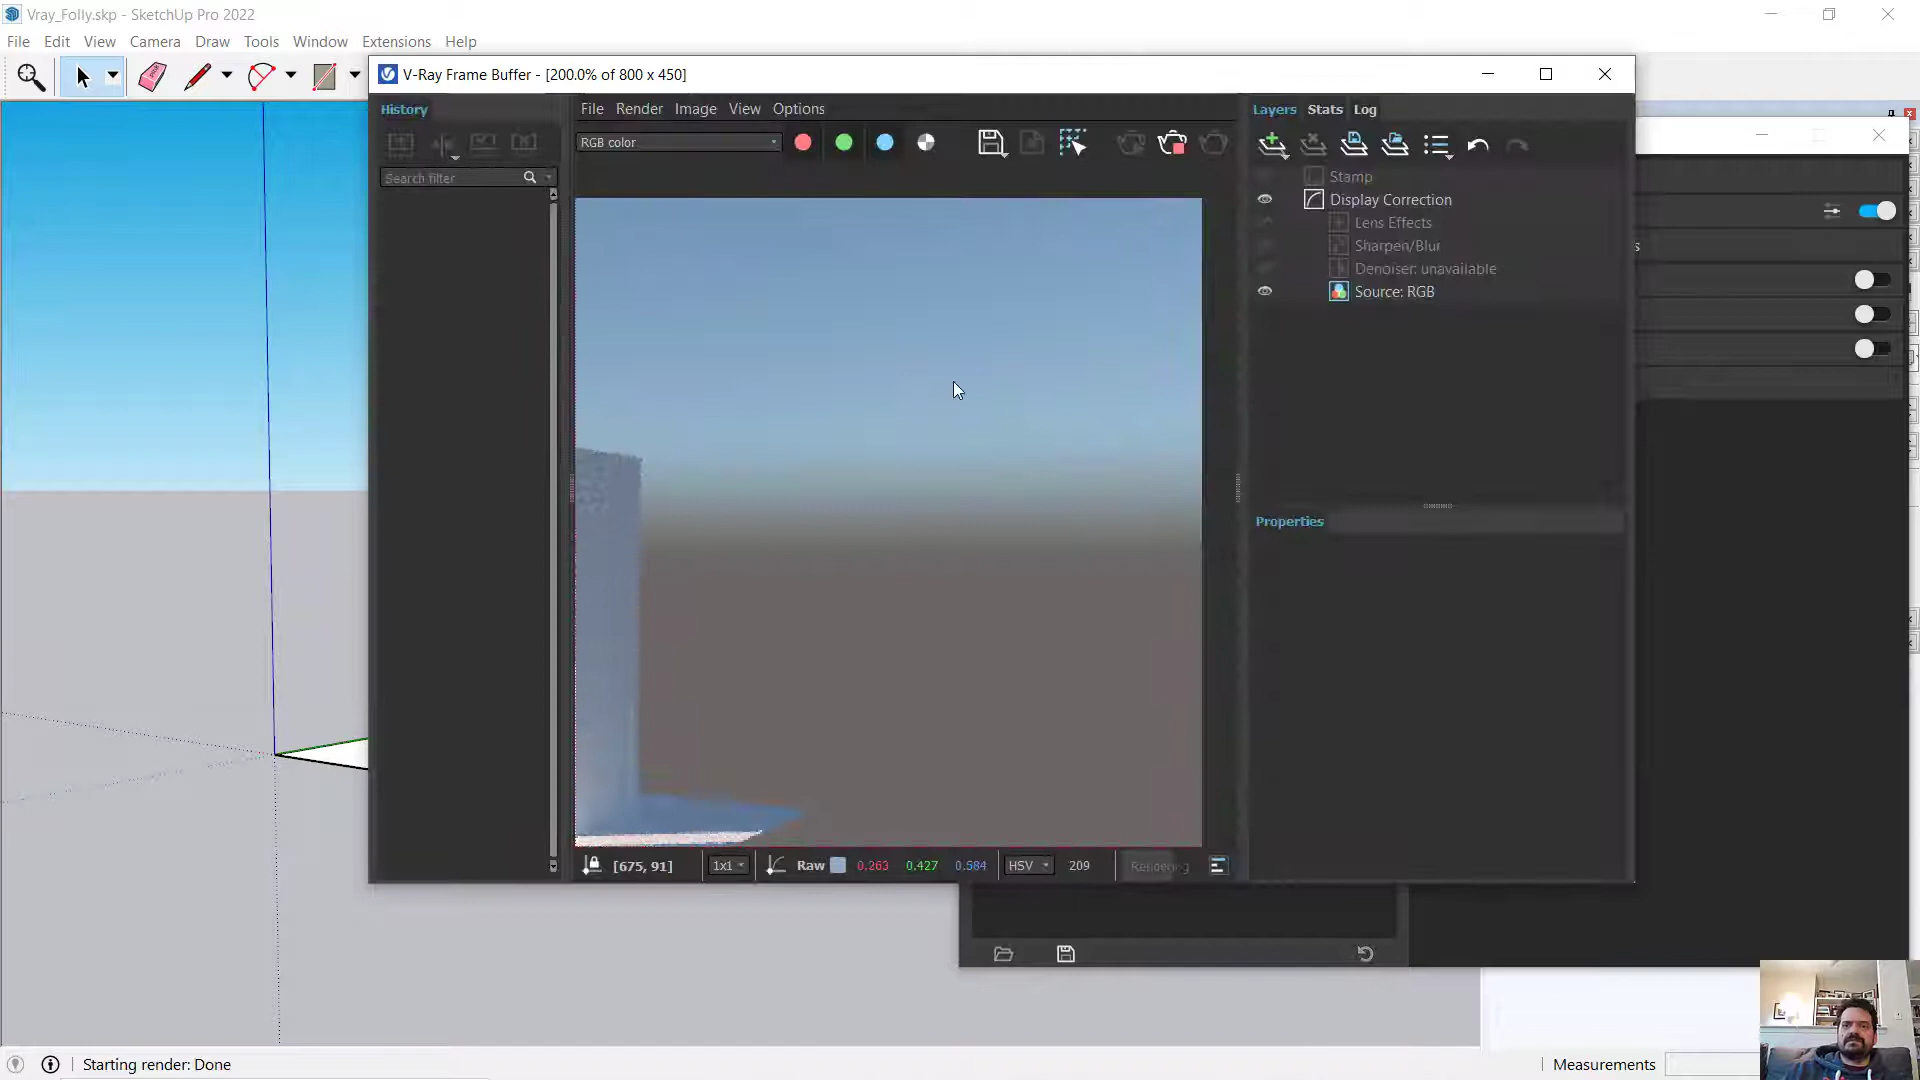 Vray_Folly.skp - SketchUp Pro 2022
File Edit View Camera Draw Tools Window Extensions Help
V-Ray Frame Buffer - [200.0% of 800 x 450]
History
File Render Image View Options
Layers Stats Log
RGB color
Search filter
Stamp
Display Correction
Lens Effects
Sharpen/Blur
Denoiser: unavailable
Source: RGB
s
Properties
[675, 91] 1x1 Raw 0.263 0.427 0.584 HSV 209 Rendering
Starting render: Done
Measurements